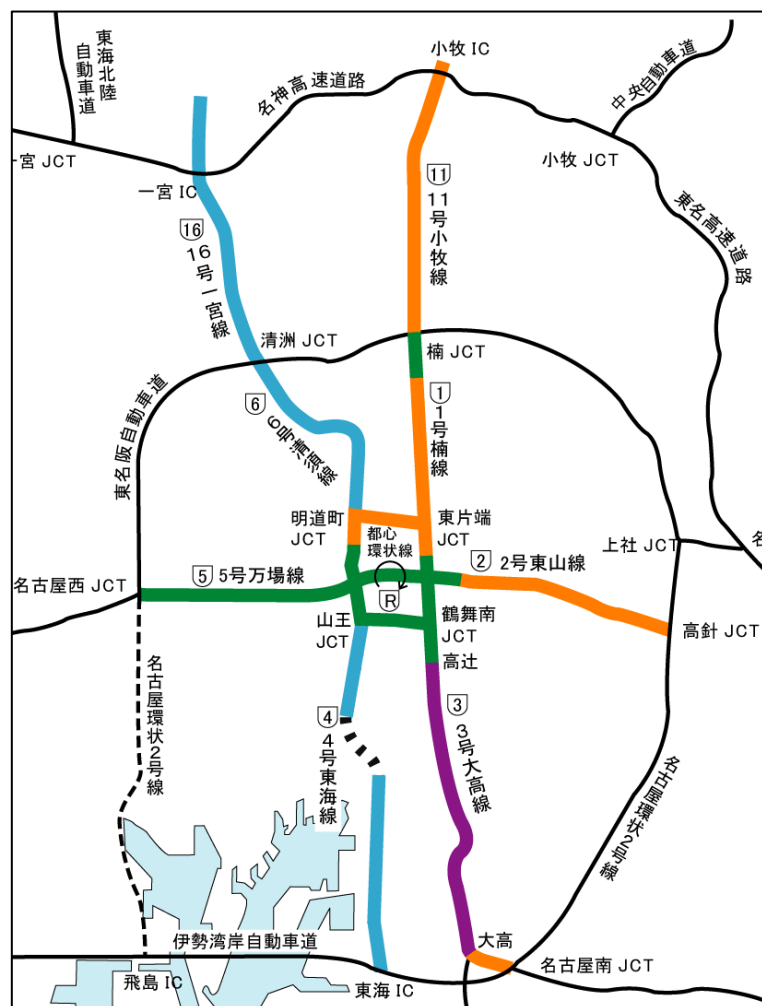 小牧 IC
東海北陸
自動車道
名神高速道路
中央自動車道
一宮 JCT
小牧 JCT
一宮 IC
11
11号小牧線
東名高速道路
16
16号一宮線
清洲 JCT
楠 JCT
1
1号楠線
6
6号清須線
東名阪自動車道
明道町
JCT
都心
環状線
東片端
JCT
上社 JCT
名
名古屋西 JCT
5
5号万場線
2
2号東山線
R
山王
JCT
鶴舞南
JCT
高針 JCT
高辻
名古屋環状2号線
4
4号東海線
3
3号大高線
名古屋環状2号線
伊勢湾岸自動車道
大高
飛島 IC
東海 IC
名古屋南 JCT